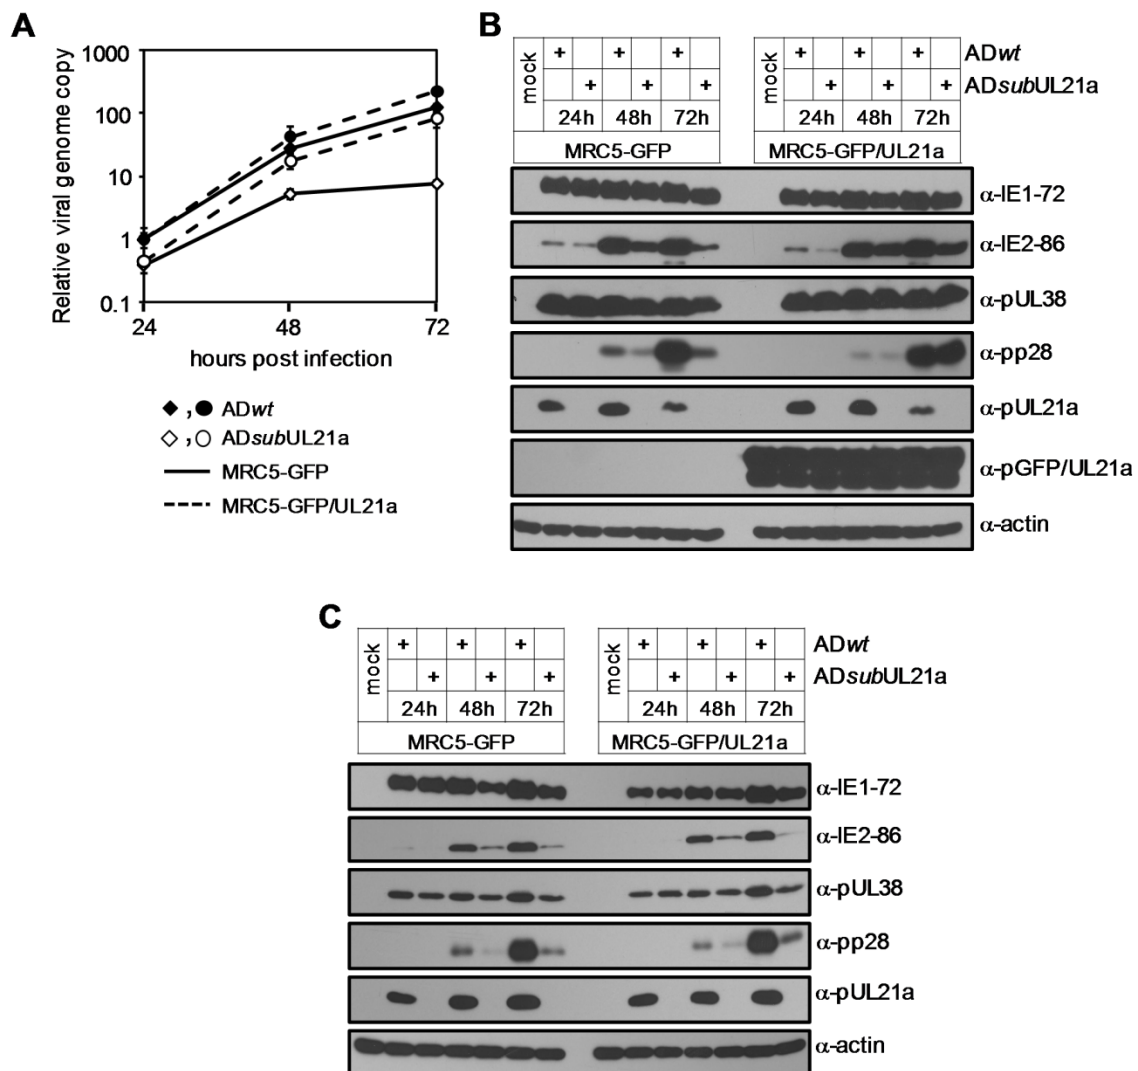 A
1000
100
10
1
0.1
Relative viral genome copy
24
48
72
hours post infection
, ADwt
, ADsubUL21a
MRC5-GFP
MRC5-GFP/UL21a
B
mock + + + mock + + + ADwt
+ + + + + + ADsubUL21a
24h 48h 72h 24h 48h 72h
MRC5-GFP MRC5-GFP/UL21a
α-IE1-72
α-IE2-86
α-pUL38
α-pp28
α-pUL21a
α-pGFP/UL21a
α-actin
C
mock + + + mock + + + ADwt
+ + + + + + ADsubUL21a
24h 48h 72h 24h 48h 72h
MRC5-GFP MRC5-GFP/UL21a
α-IE1-72
α-IE2-86
α-pUL38
α-pp28
α-pUL21a
α-actin